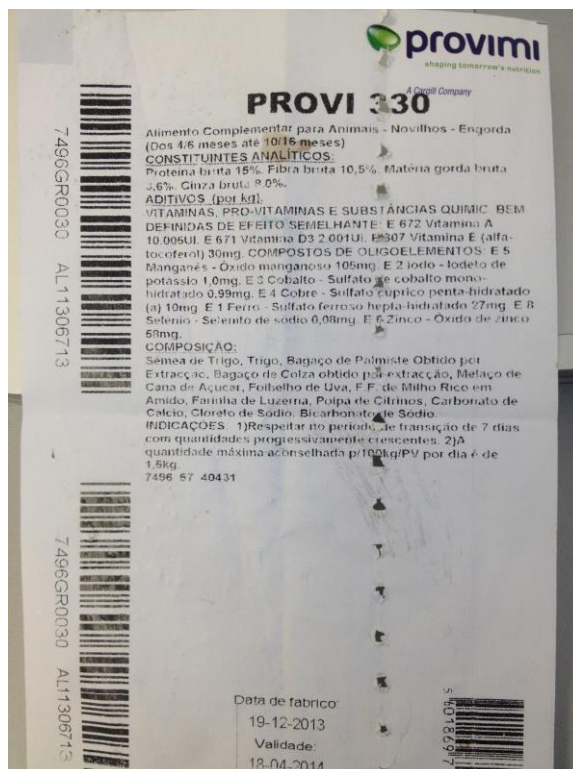 provimi
shaping tomorrow's nutrition
A Cargill Company
PROVI 330
Alimento Complementar para Animais - Novilhos - Engorda
(Dos 4/6 meses até 10/16 meses)
CONSTITUINTES ANALÍTICOS:
Proteína bruta 15%. Fibra bruta 10,5%. Matéria gorda bruta
3,6%. Cinza bruta 8,0%.
ADITIVOS (por kg).
VITAMINAS, PRO-VITAMINAS E SUBSTÂNCIAS QUIMIC. BEM
DEFINIDAS DE EFEITO SEMELHANTE: E 672 Vitamina A
10.005UI. E 671 Vitamina D3 2.001UI. E 307 Vitamina E (alfa-
tocoferol) 30mg. COMPOSTOS DE OLIGOELEMENTOS: E 5
Manganês - Óxido manganoso 105mg. E 2 Iodo - Iodeto de
potássio 1,0mg. E 3 Cobalto - Sulfato de cobalto mono-
hidratado 0,99mg. E 4 Cobre - Sulfato cúprico penta-hidratado
(a) 10mg. E 1 Ferro - Sulfato ferroso hepta-hidratado 27mg. E 8
Selénio - Selenito de sódio 0,08mg. E 6 Zinco - Óxido de zinco
58mg.
COMPOSIÇÃO:
Sêmea de Trigo, Trigo, Bagaço de Palmiste Obtido por
Extracção, Bagaço de Colza obtido por extracção, Melaço de
Cana de Açucar, Folhelho de Uva, F.F. de Milho Rico em
Amido, Farinha de Luzerna, Polpa de Citrinos, Carbonato de
Calcio, Cloreto de Sódio. Bicarbonato de Sódio.
INDICAÇÕES. 1)Respeitar no período de transição de 7 dias
com quantidades progressivamente crescentes. 2)A
quantidade máxima aconselhada p/100kg/PV por dia é de
1,5kg.
7496 57 40431
7496GR0030 AL11306713
7496GR0030 AL11306713
Data de fabrico:
19-12-2013
Validade:
18-04-2014
5 601869 7